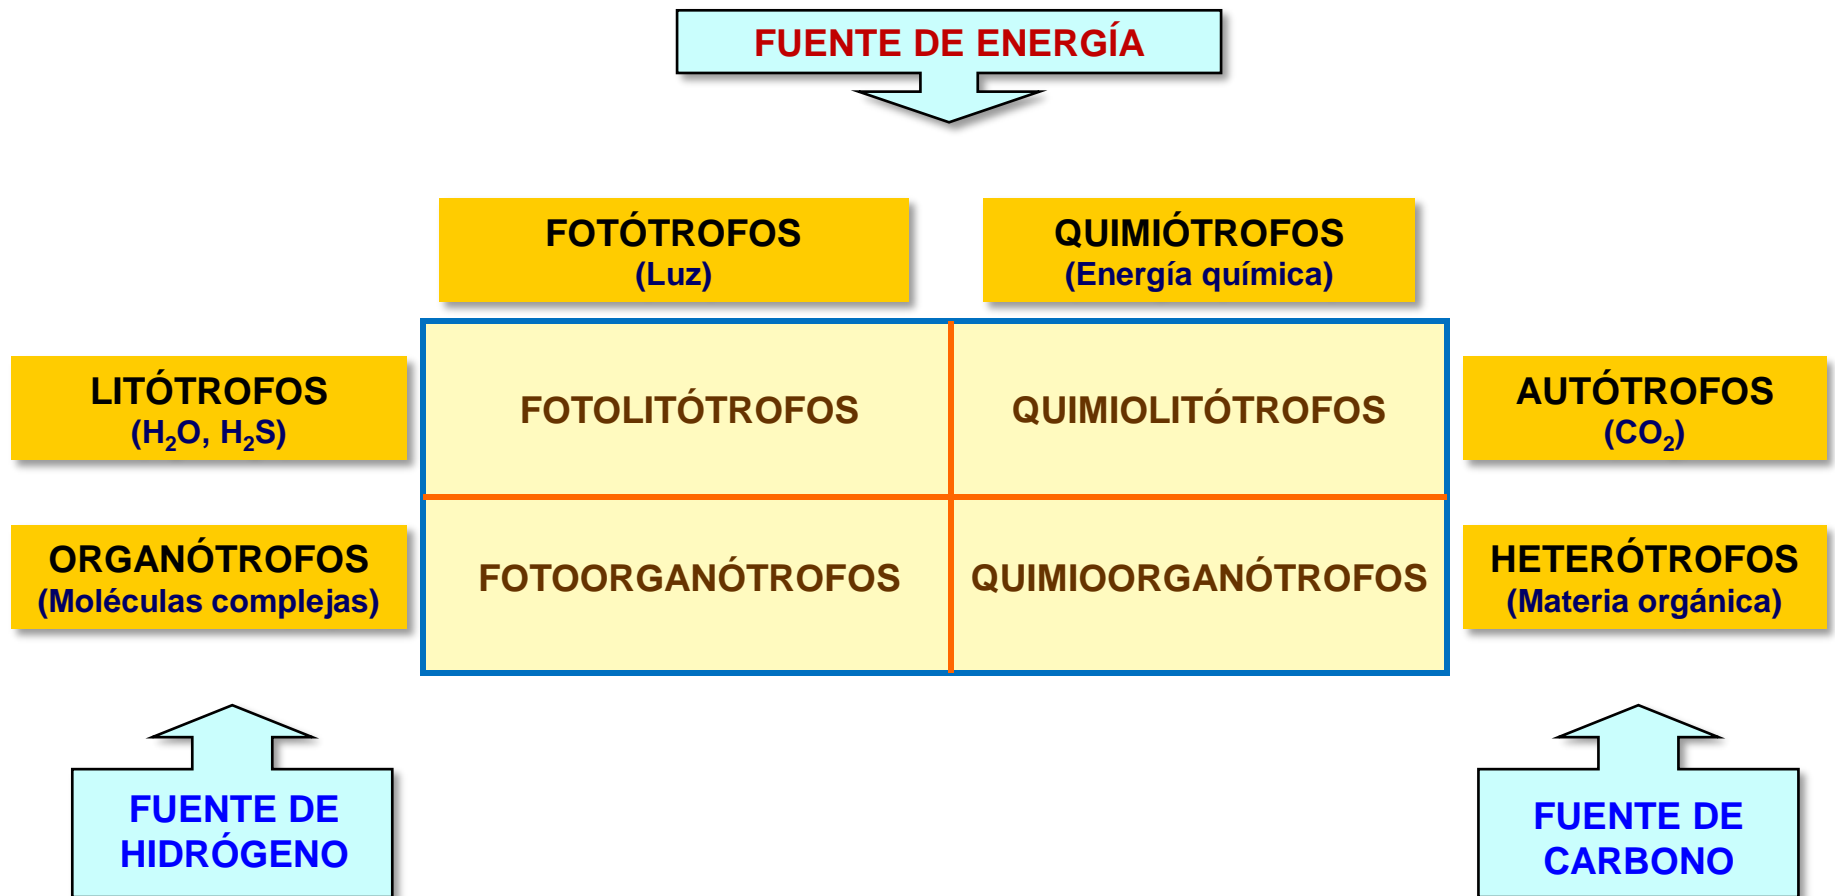 FUENTE DE ENERGÍA
FOTÓTROFOS
(Luz)
QUIMIÓTROFOS
(Energía química)
LITÓTROFOS
(H₂O, H₂S)
FOTOLITÓTROFOS
QUIMIOLITÓTROFOS
AUTÓTROFOS
(CO₂)
ORGANÓTROFOS
(Moléculas complejas)
FOTOORGANÓTROFOS
QUIMIOORGANÓTROFOS
HETERÓTROFOS
(Materia orgánica)
FUENTE DE
HIDRÓGENO
FUENTE DE
CARBONO